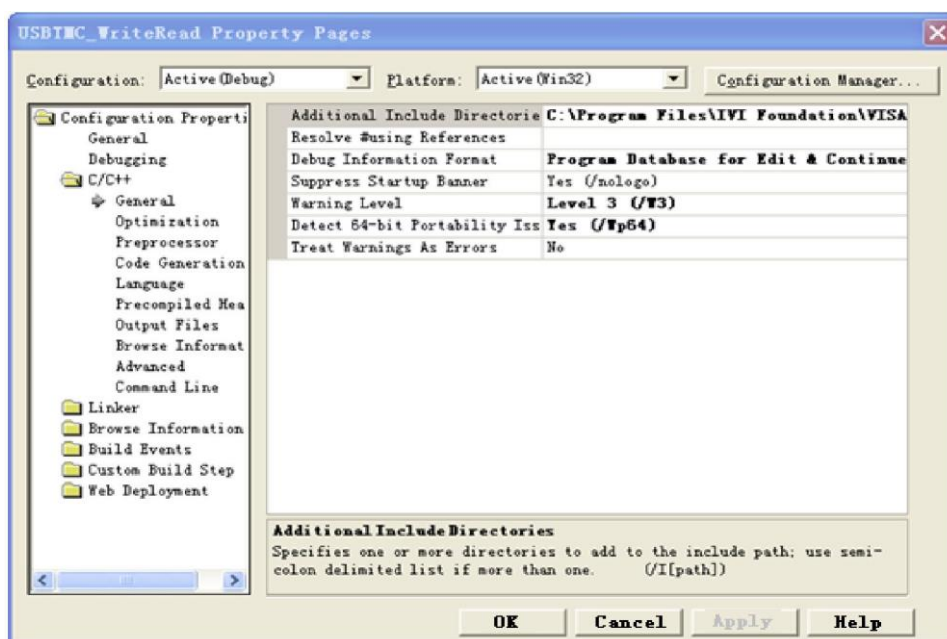 USBTMC_WriteRead Property Pages
Configuration: Active(Debug) Platform: Active(Win32) Configuration Manager...
Configuration Properti
General
Debugging
C/C++
General
Optimization
Preprocessor
Code Generation
Language
Precompiled Hea
Output Files
Browse Informat
Advanced
Command Line
Linker
Browse Information
Build Events
Custom Build Step
Web Deployment
Additional Include Directorie C:\Program Files\IVI Foundation\VISA
Resolve #using References
Debug Information Format Program Database for Edit & Continue
Suppress Startup Banner Yes (/nologo)
Warning Level Level 3 (/W3)
Detect 64-bit Portability Iss Yes (/Wp64)
Treat Warnings As Errors No
Additional Include Directories
Specifies one or more directories to add to the include path; use semi-
colon delimited list if more than one. (/I[path])
OK Cancel Apply Help